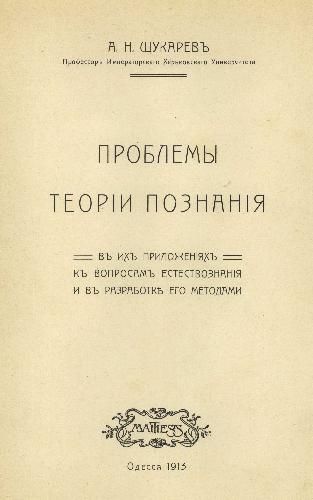 А. Н. ЩУКАРЕВЪ
Профессоръ Императорскаго Харьковскаго Университета
ПРОБЛЕМЫ
ТЕОРІИ ПОЗНАНІЯ
ВЪ ИХЪ ПРИЛОЖЕНІЯХЪ
КЪ ВОПРОСАМЪ ЕСТЕСТВОЗНАНІЯ
И ВЪ РАЗРАБОТКѢ ЕГО МЕТОДАМИ
MATHESIS
Одесса 1913